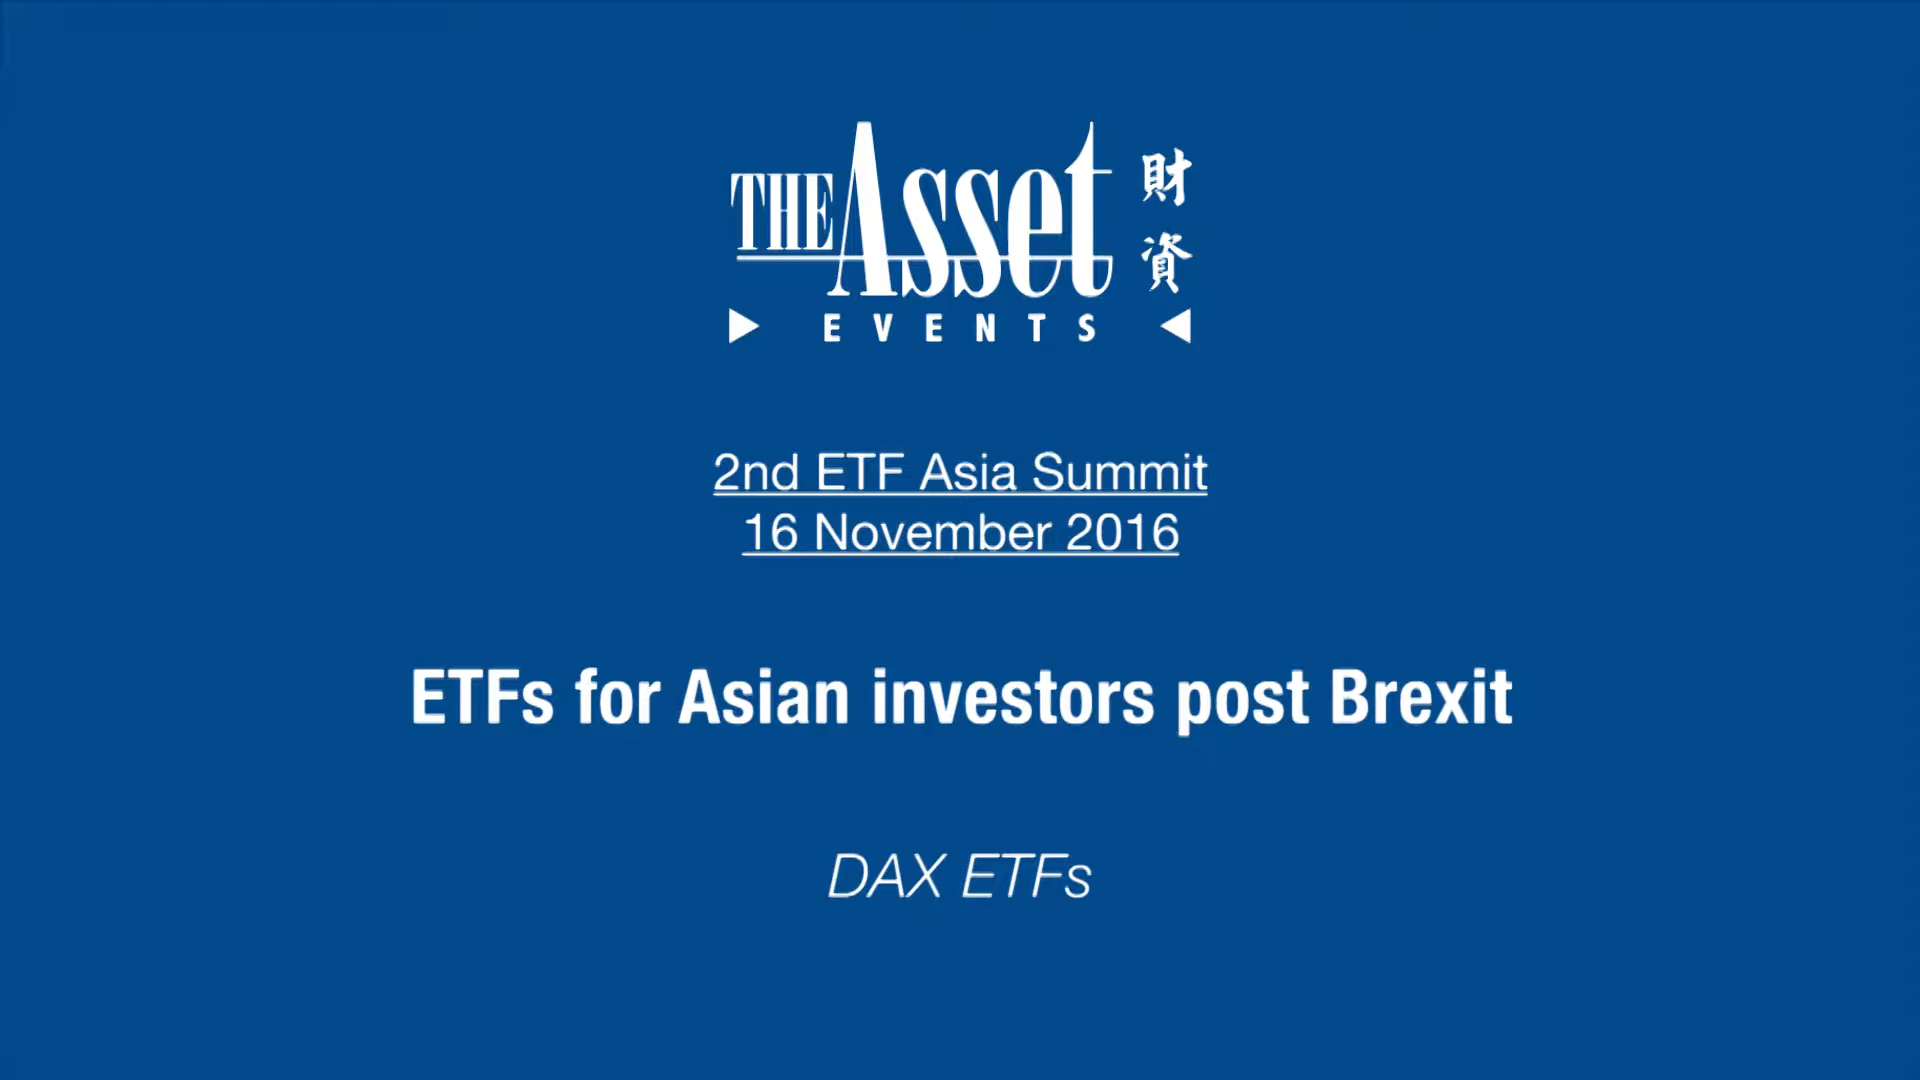 THE Asset 財資
EVENTS
2nd ETF Asia Summit
16 November 2016
ETFs for Asian investors post Brexit
DAX ETFs